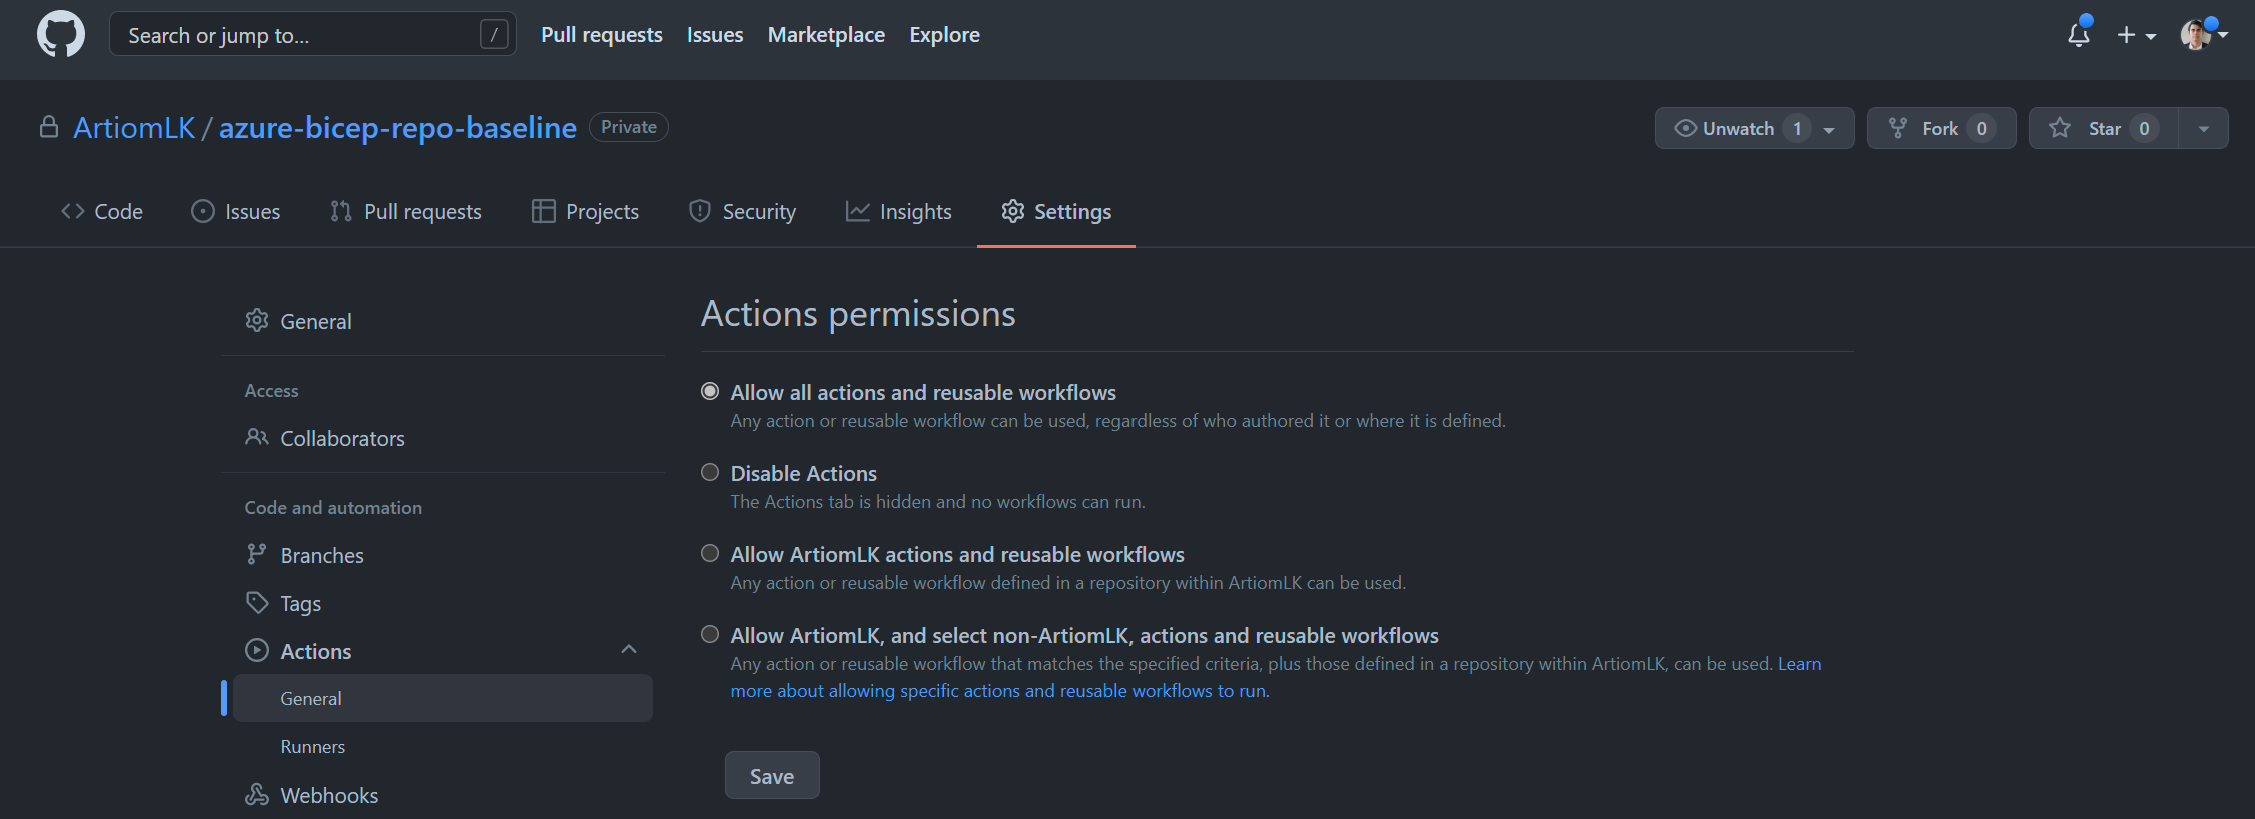 Search or jump to... /
Pull requests Issues Marketplace Explore
ArtiomLK / azure-bicep-repo-baseline Private
Unwatch 1 Fork 0 Star 0
Code Issues Pull requests Projects Security Insights Settings
General
Access
Collaborators
Code and automation
Branches
Tags
Actions
General
Runners
Webhooks
Actions permissions
Allow all actions and reusable workflows
Any action or reusable workflow can be used, regardless of who authored it or where it is defined.
Disable Actions
The Actions tab is hidden and no workflows can run.
Allow ArtiomLK actions and reusable workflows
Any action or reusable workflow defined in a repository within ArtiomLK can be used.
Allow ArtiomLK, and select non-ArtiomLK, actions and reusable workflows
Any action or reusable workflow that matches the specified criteria, plus those defined in a repository within ArtiomLK, can be used. Learn
more about allowing specific actions and reusable workflows to run.
Save